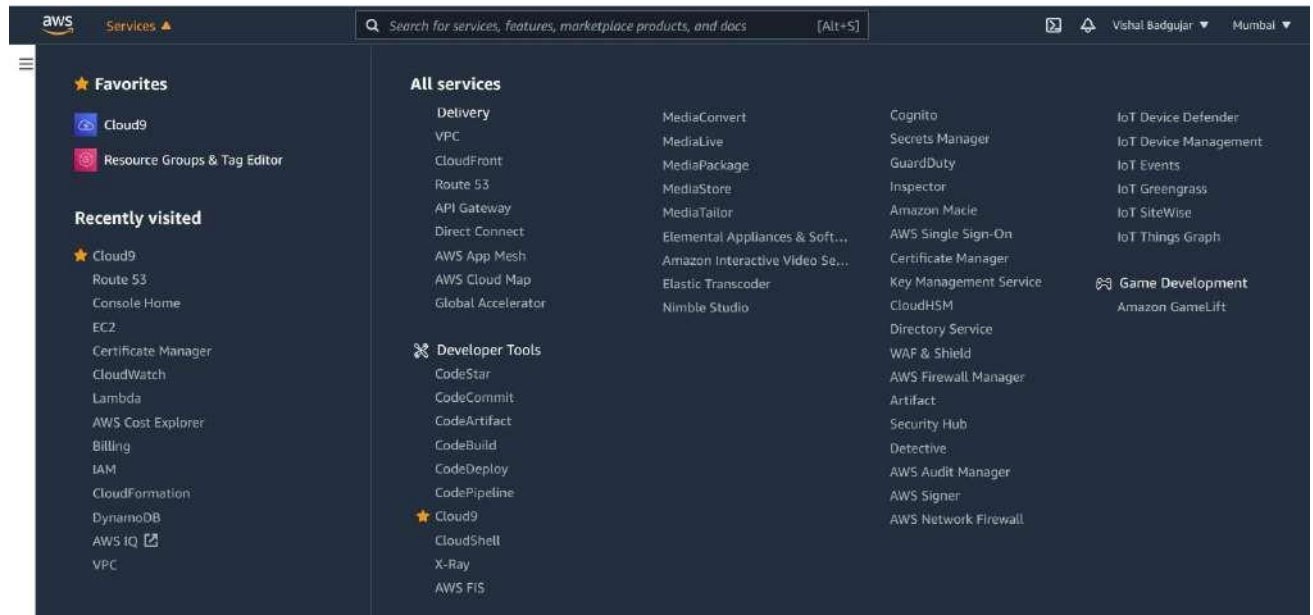 aws
Services ▲
Search for services, features, marketplace products, and docs [Alt+S]
Vishal Badgujar ▼
Mumbai ▼
Favorites
Cloud9
Resource Groups & Tag Editor
Recently visited
Cloud9
Route 53
Console Home
EC2
Certificate Manager
CloudWatch
Lambda
AWS Cost Explorer
Billing
IAM
CloudFormation
DynamoDB
AWS IQ
VPC
All services
Delivery
VPC
CloudFront
Route 53
API Gateway
Direct Connect
AWS App Mesh
AWS Cloud Map
Global Accelerator
Developer Tools
CodeStar
CodeCommit
CodeArtifact
CodeBuild
CodeDeploy
CodePipeline
Cloud9
CloudShell
X-Ray
AWS FIS
MediaConvert
MediaLive
MediaPackage
MediaStore
MediaTailor
Elemental Appliances & Soft...
Amazon Interactive Video Se...
Elastic Transcoder
Nimble Studio
Cognito
Secrets Manager
GuardDuty
Inspector
Amazon Macie
AWS Single Sign-On
Certificate Manager
Key Management Service
CloudHSM
Directory Service
WAF & Shield
AWS Firewall Manager
Artifact
Security Hub
Detective
AWS Audit Manager
AWS Signer
AWS Network Firewall
IoT Device Defender
IoT Device Management
IoT Events
IoT Greengrass
IoT SiteWise
IoT Things Graph
Game Development
Amazon GameLift